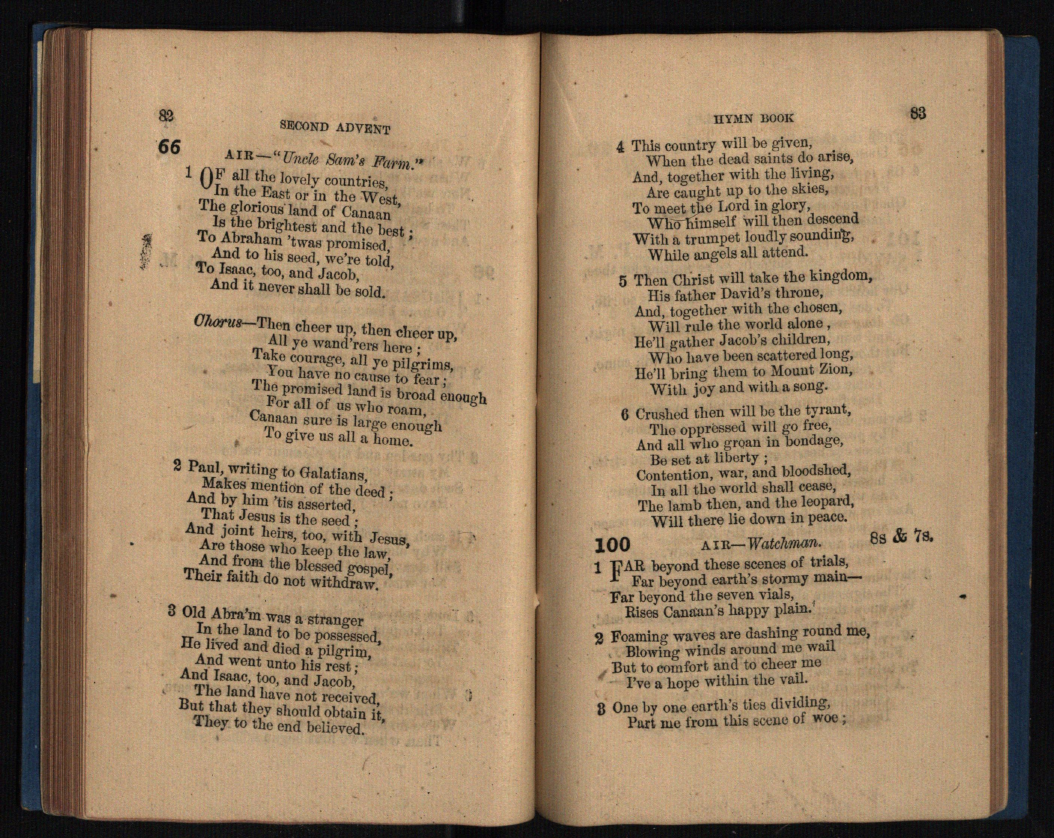 82
SECOND ADVENT
66
AIR—"Uncle Sam's Farm."
1 OF all the lovely countries,
In the East or in the West,
The glorious land of Canaan
Is the brightest and the best;
To Abraham 'twas promised,
And to his seed, we're told,
To Isaac, too, and Jacob,
And it never shall be sold.
Chorus—Then cheer up, then cheer up,
All ye wand'rers here;
Take courage, all ye pilgrims,
You have no cause to fear;
The promised land is broad enough
For all of us who roam,
Canaan sure is large enough
To give us all a home.
2 Paul, writing to Galatians,
Makes mention of the deed;
And by him 'tis asserted,
That Jesus is the seed;
And joint heirs, too, with Jesus,
Are those who keep the law,
And from the blessed gospel,
Their faith do not withdraw.
3 Old Abra'm was a stranger
In the land to be possessed,
He lived and died a pilgrim,
And went unto his rest;
And Isaac, too, and Jacob,
The land have not received,
But that they should obtain it,
They to the end believed.
HYMN BOOK
83
4 This country will be given,
When the dead saints do arise,
And, together with the living,
Are caught up to the skies,
To meet the Lord in glory,
Who himself will then descend
With a trumpet loudly sounding,
While angels all attend.
5 Then Christ will take the kingdom,
His father David's throne,
And, together with the chosen,
Will rule the world alone,
He'll gather Jacob's children,
Who have been scattered long,
He'll bring them to Mount Zion,
With joy and with a song.
6 Crushed then will be the tyrant,
The oppressed will go free,
And all who groan in bondage,
Be set at liberty;
Contention, war, and bloodshed,
In all the world shall cease,
The lamb then, and the leopard,
Will there lie down in peace.
100 AIR—Watchman. 8s & 7s.
1 FAR beyond these scenes of trials,
Far beyond earth's stormy main—
Far beyond the seven vials,
Rises Canaan's happy plain.
2 Foaming waves are dashing round me,
Blowing winds around me wail
But to comfort and to cheer me
I've a hope within the vail.
3 One by one earth's ties dividing,
Part me from this scene of woe;